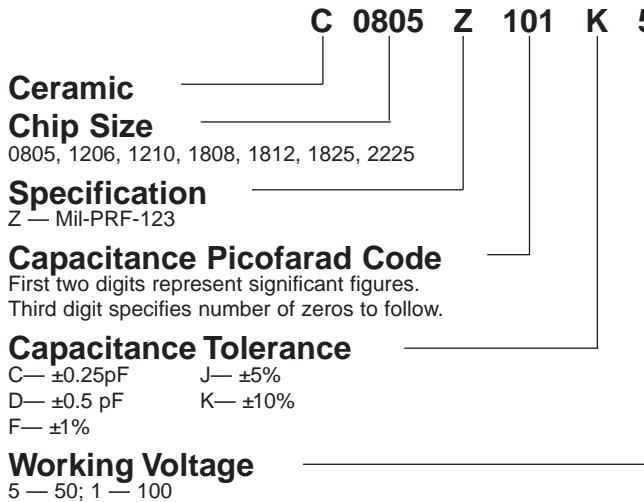 C 0805 Z 101 K 5
Ceramic
Chip Size
0805, 1206, 1210, 1808, 1812, 1825, 2225
Specification
Z — Mil-PRF-123
Capacitance Picofarad Code
First two digits represent significant figures.
Third digit specifies number of zeros to follow.
Capacitance Tolerance
C— ±0.25pF J— ±5%
D— ±0.5 pF K— ±10%
F— ±1%
Working Voltage
5 — 50; 1 — 100